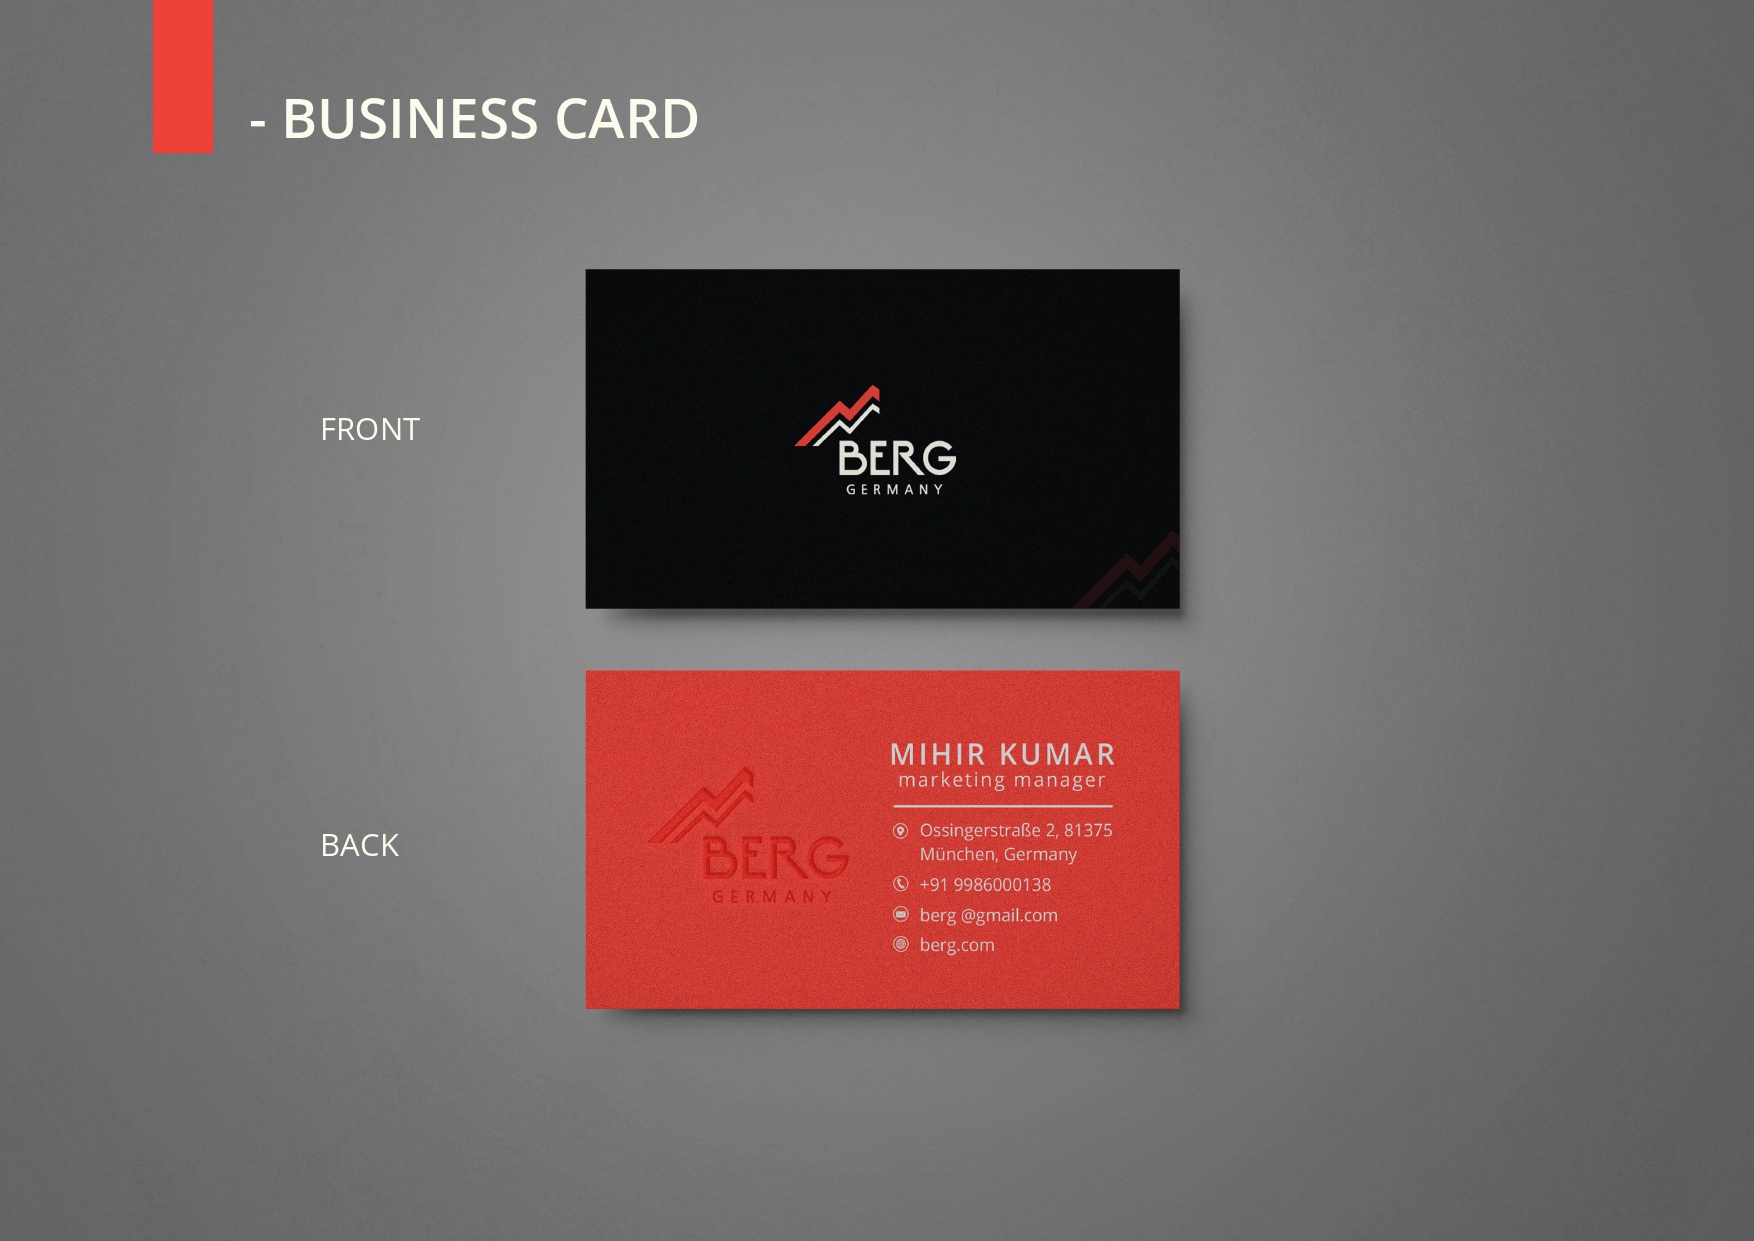 - BUSINESS CARD
FRONT
BERG
GERMANY
BACK
BERG
GERMANY
MIHIR KUMAR
marketing manager
Ossingerstraße 2, 81375
München, Germany
+91 9986000138
berg @gmail.com
berg.com